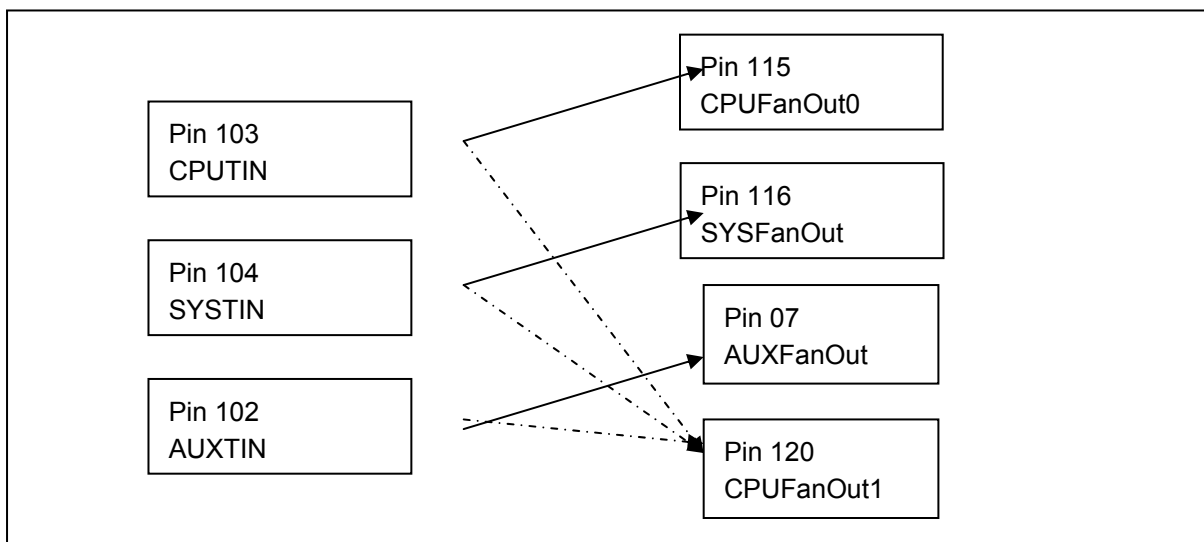 Pin 103
CPUTIN
Pin 104
SYSTIN
Pin 102
AUXTIN
Pin 115
CPUFanOut0
Pin 116
SYSFanOut
Pin 07
AUXFanOut
Pin 120
CPUFanOut1